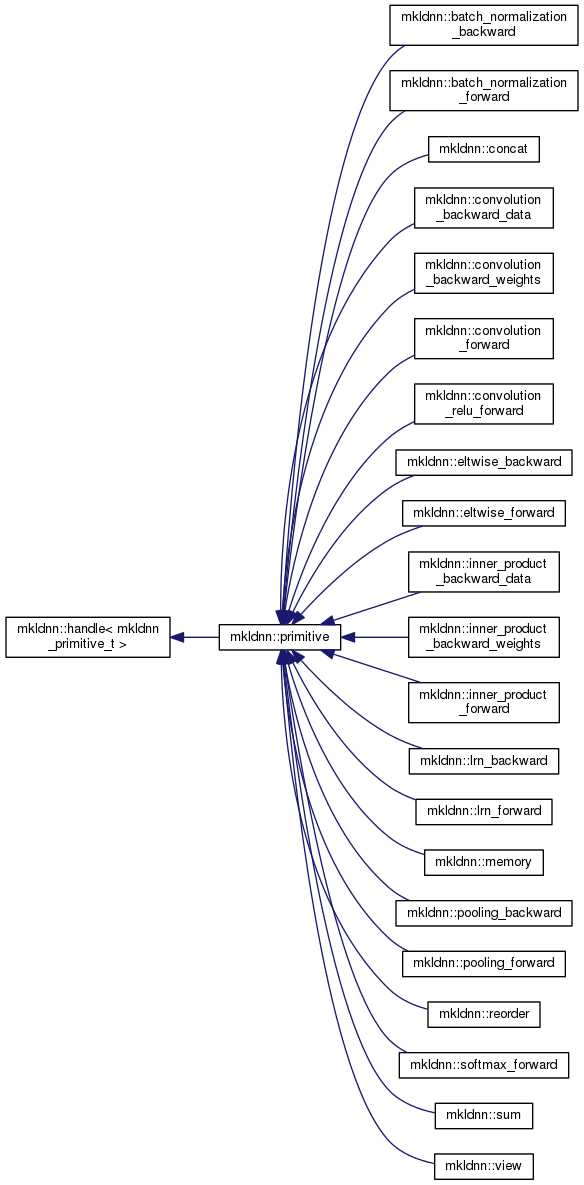 mkldnn::batch_normalization
_backward
mkldnn::batch_normalization
_forward
mkldnn::concat
mkldnn::convolution
_backward_data
mkldnn::convolution
_backward_weights
mkldnn::convolution
_forward
mkldnn::convolution
_relu_forward
mkldnn::eltwise_backward
mkldnn::eltwise_forward
mkldnn::inner_product
_backward_data
mkldnn::handle< mkldnn
_primitive_t >
mkldnn::primitive
mkldnn::inner_product
_backward_weights
mkldnn::inner_product
_forward
mkldnn::lrn_backward
mkldnn::lrn_forward
mkldnn::memory
mkldnn::pooling_backward
mkldnn::pooling_forward
mkldnn::reorder
mkldnn::softmax_forward
mkldnn::sum
mkldnn::view